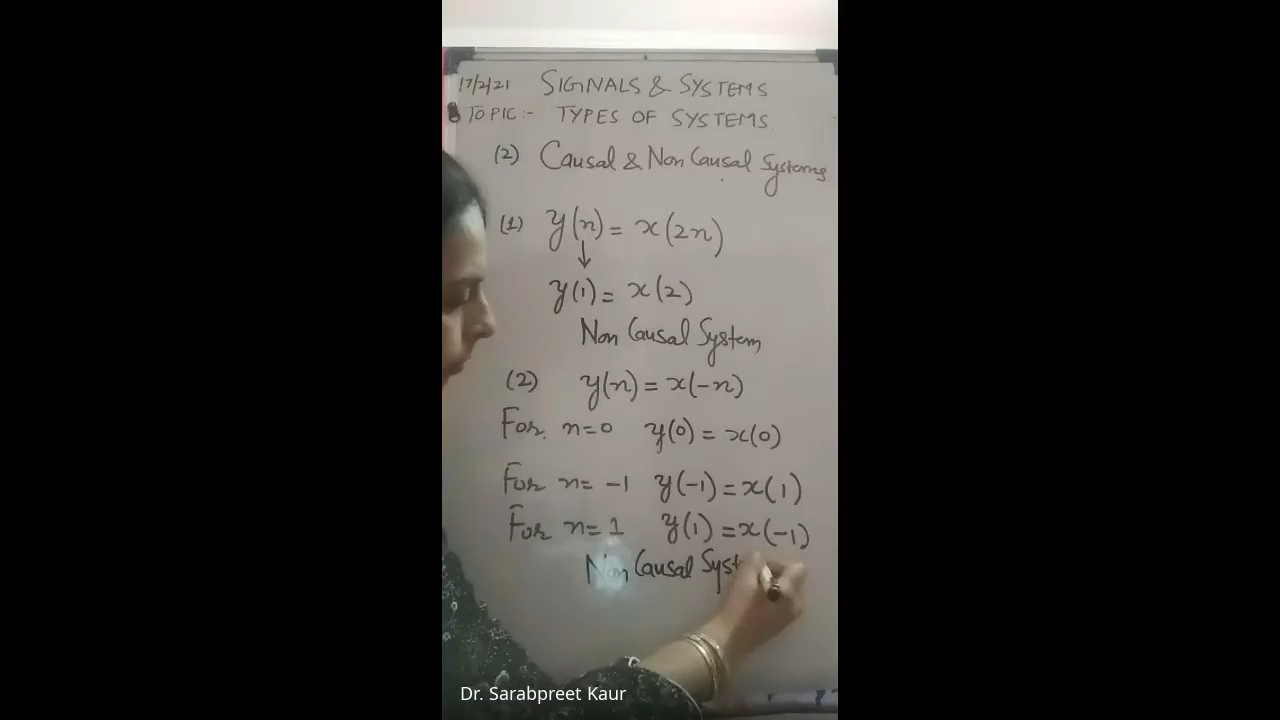 17/2/21 SIGNALS & SYSTEMS
TOPIC:- TYPES OF SYSTEMS.
(2) Causal & Non Causal Systems
(1) y(n) = x(2n)
↓
y(1) = x(2)
Non Causal System
(2) y(n) = x(-n)
For n=0 y(0) = x(0)
For n= -1 y(-1) = x(1)
For n= 1 y(1) = x(-1)
Non Causal Syst
Dr. Sarabpreet Kaur